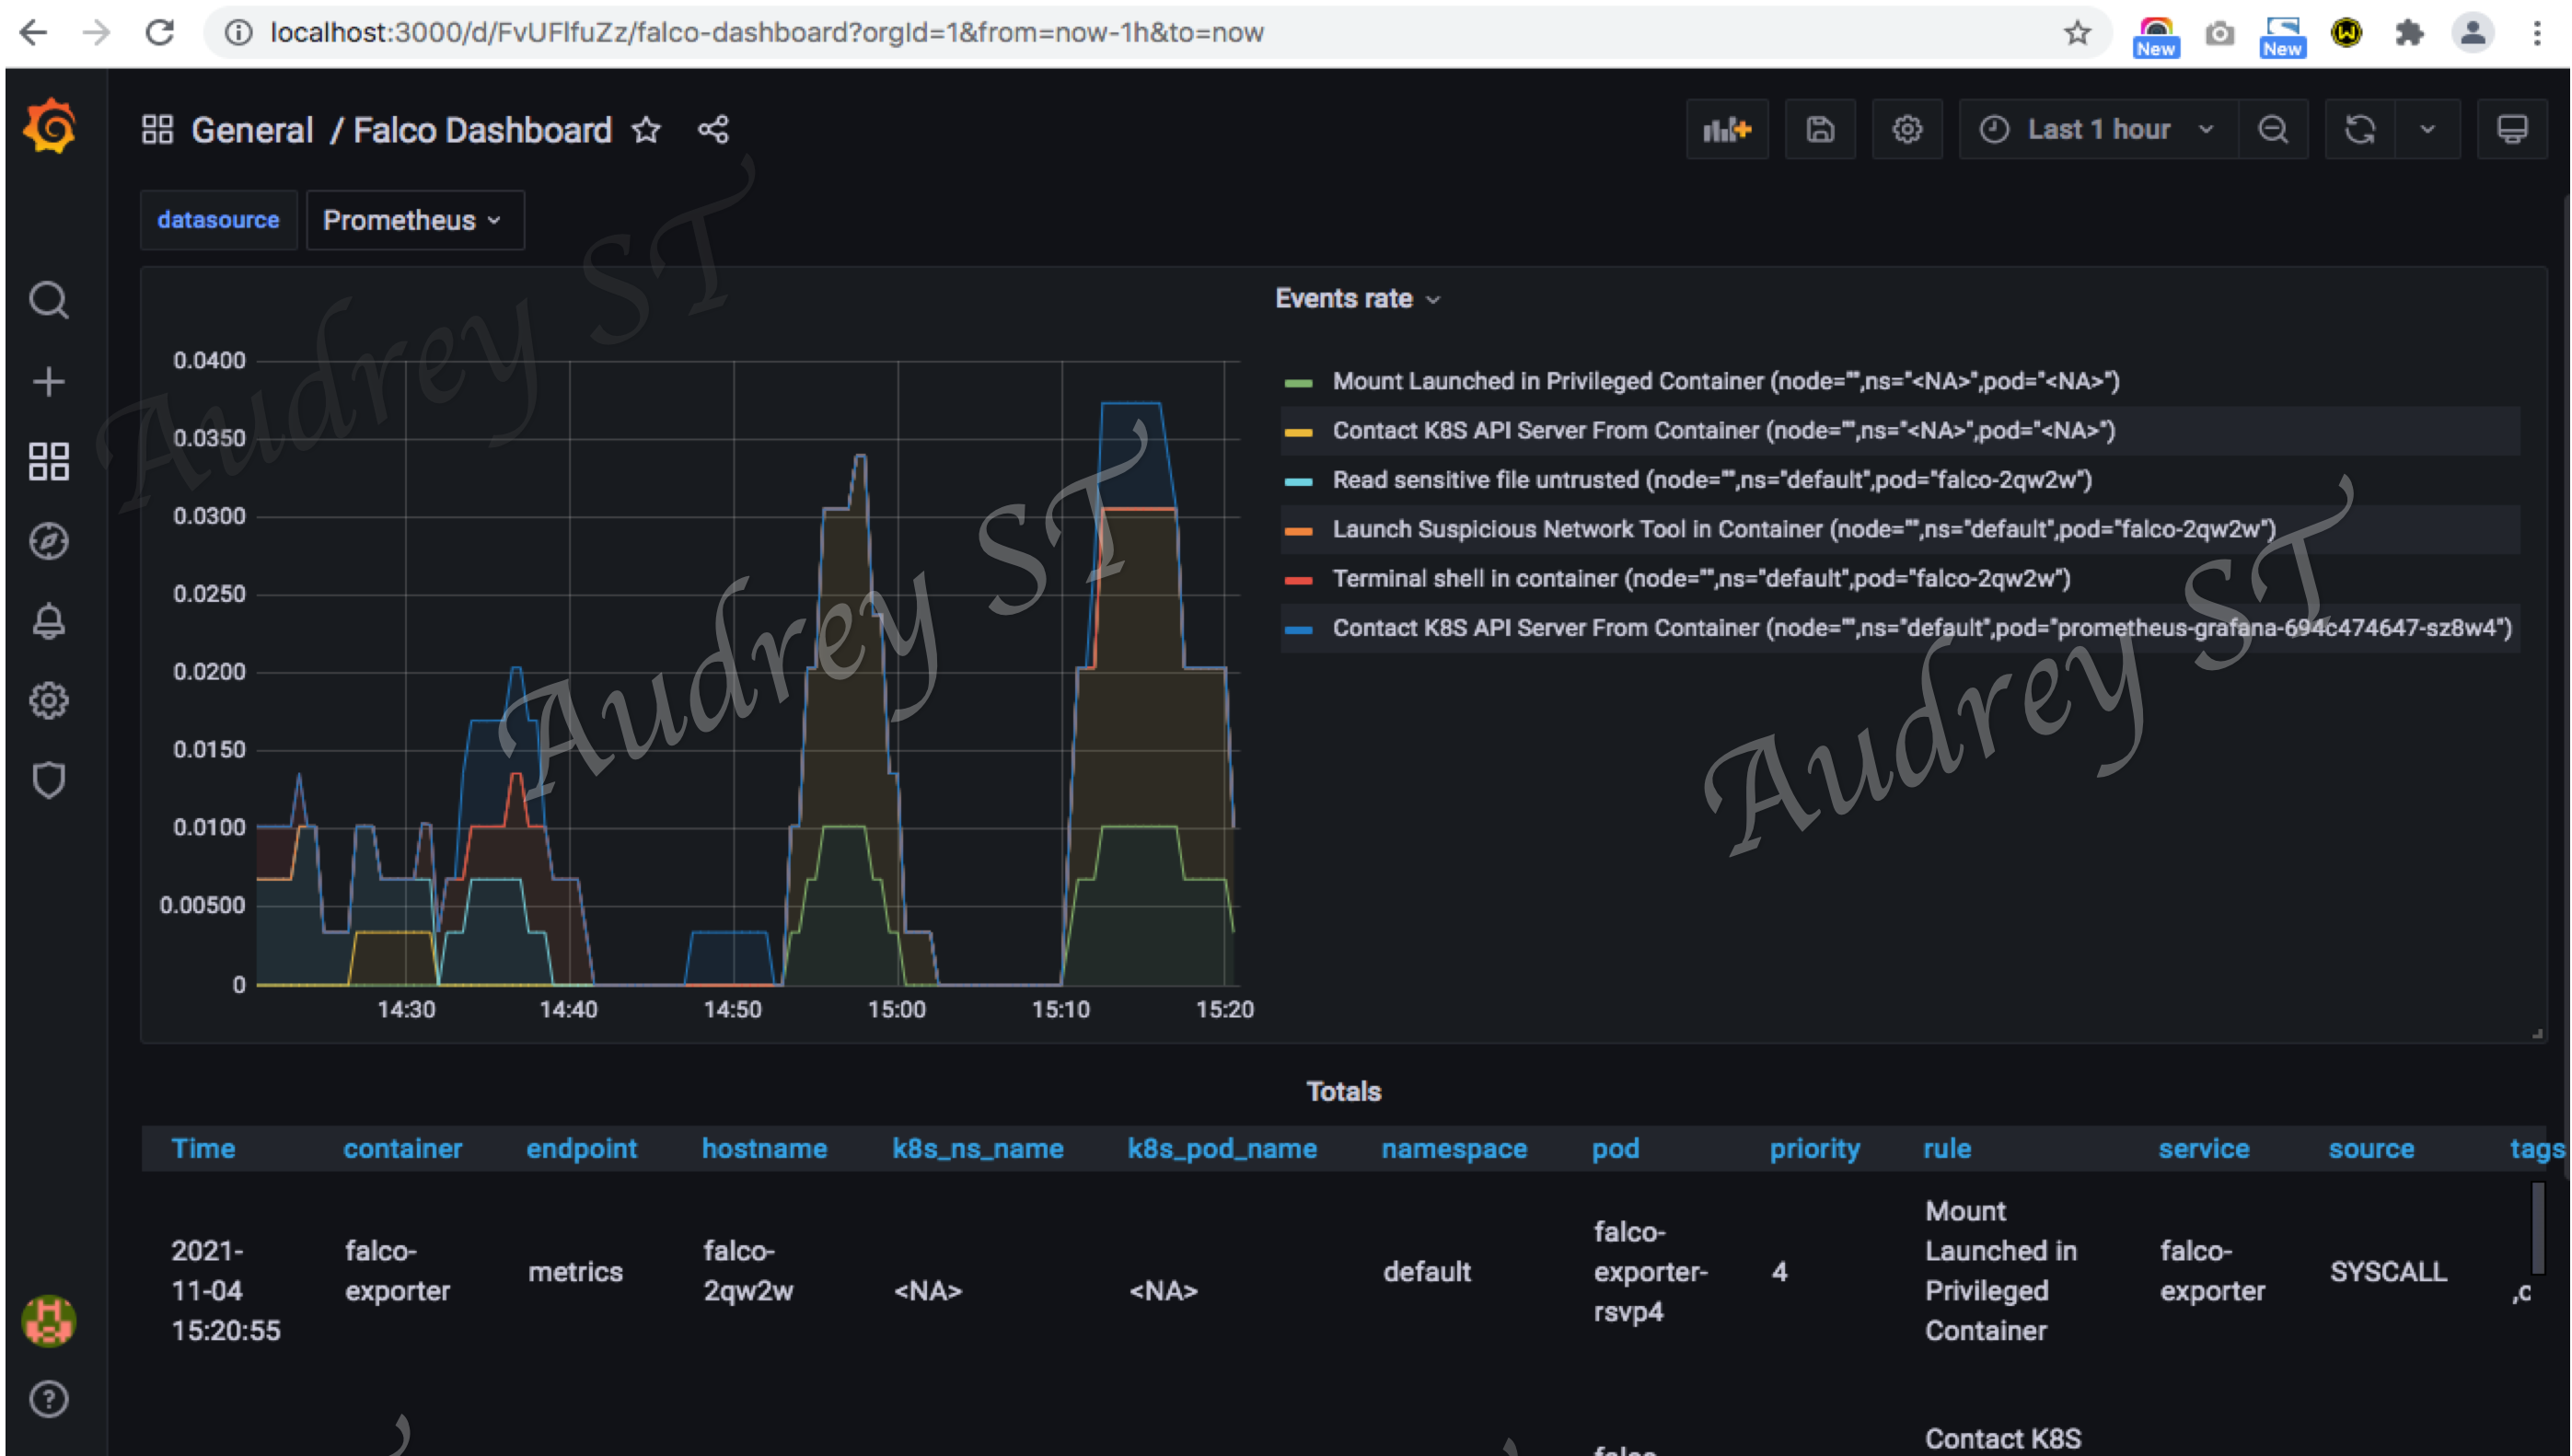 localhost:3000/d/FvUFlfuZz/falco-dashboard?orgId=1&from=now-1h&to=now
New
New
General / Falco Dashboard
Last 1 hour
datasource
Prometheus
Events rate
0.0400
0.0350
0.0300
0.0250
0.0200
0.0150
0.0100
0.00500
0
14:30 14:40 14:50 15:00 15:10 15:20
Mount Launched in Privileged Container (node="",ns="<NA>",pod="<NA>")
Contact K8S API Server From Container (node="",ns="<NA>",pod="<NA>")
Read sensitive file untrusted (node="",ns="default",pod="falco-2qw2w")
Launch Suspicious Network Tool in Container (node="",ns="default",pod="falco-2qw2w")
Terminal shell in container (node="",ns="default",pod="falco-2qw2w")
Contact K8S API Server From Container (node="",ns="default",pod="prometheus-grafana-694c474647-sz8w4")
Audrey ST
Audrey ST
Audrey ST
Totals
Time container endpoint hostname k8s_ns_name k8s_pod_name namespace pod priority rule service source tags
2021-
11-04
15:20:55
falco-
exporter
metrics
falco-
2qw2w
<NA>
<NA>
default
falco-
exporter-
rsvp4
4
Mount
Launched in
Privileged
Container
falco-
exporter
SYSCALL
Contact K8S